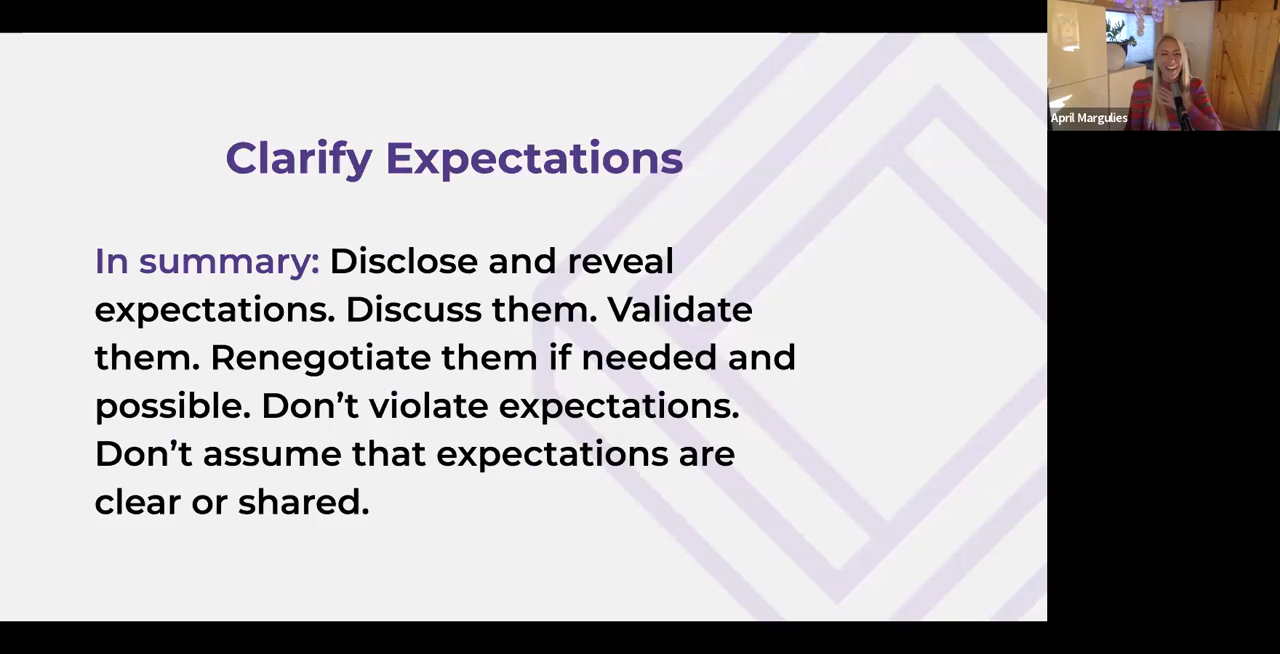 Clarify Expectations
In summary: Disclose and reveal
expectations. Discuss them. Validate
them. Renegotiate them if needed and
possible. Don’t violate expectations.
Don’t assume that expectations are
clear or shared.
April Margulies